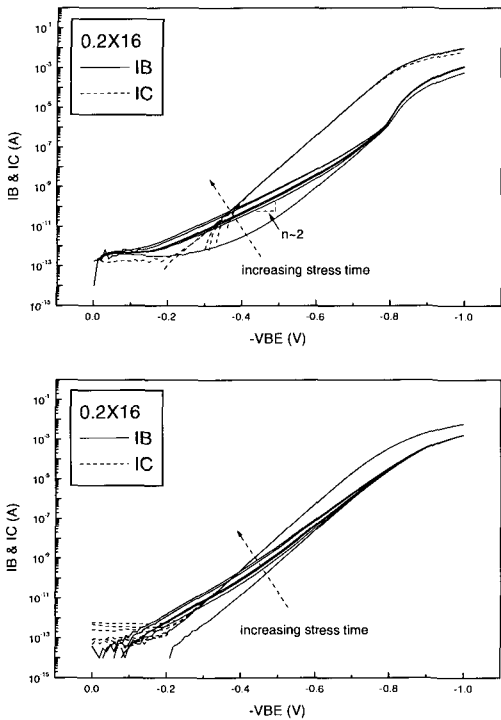 10⁻¹
10⁻³
10⁻⁵
10⁻⁷
10⁻⁹
10⁻¹¹
10⁻¹³
10⁻¹⁵
IB & IC (A)
0.2X16
IB
IC
n~2
increasing stress time
0.0 -0.2 -0.4 -0.6 -0.8 -1.0
-VBE (V)
10⁻¹
10⁻³
10⁻⁵
10⁻⁷
10⁻⁹
10⁻¹¹
10⁻¹³
10⁻¹⁵
IB & IC (A)
0.2X16
IB
IC
increasing stress time
0.0 -0.2 -0.4 -0.6 -0.8 -1.0
-VBE (V)